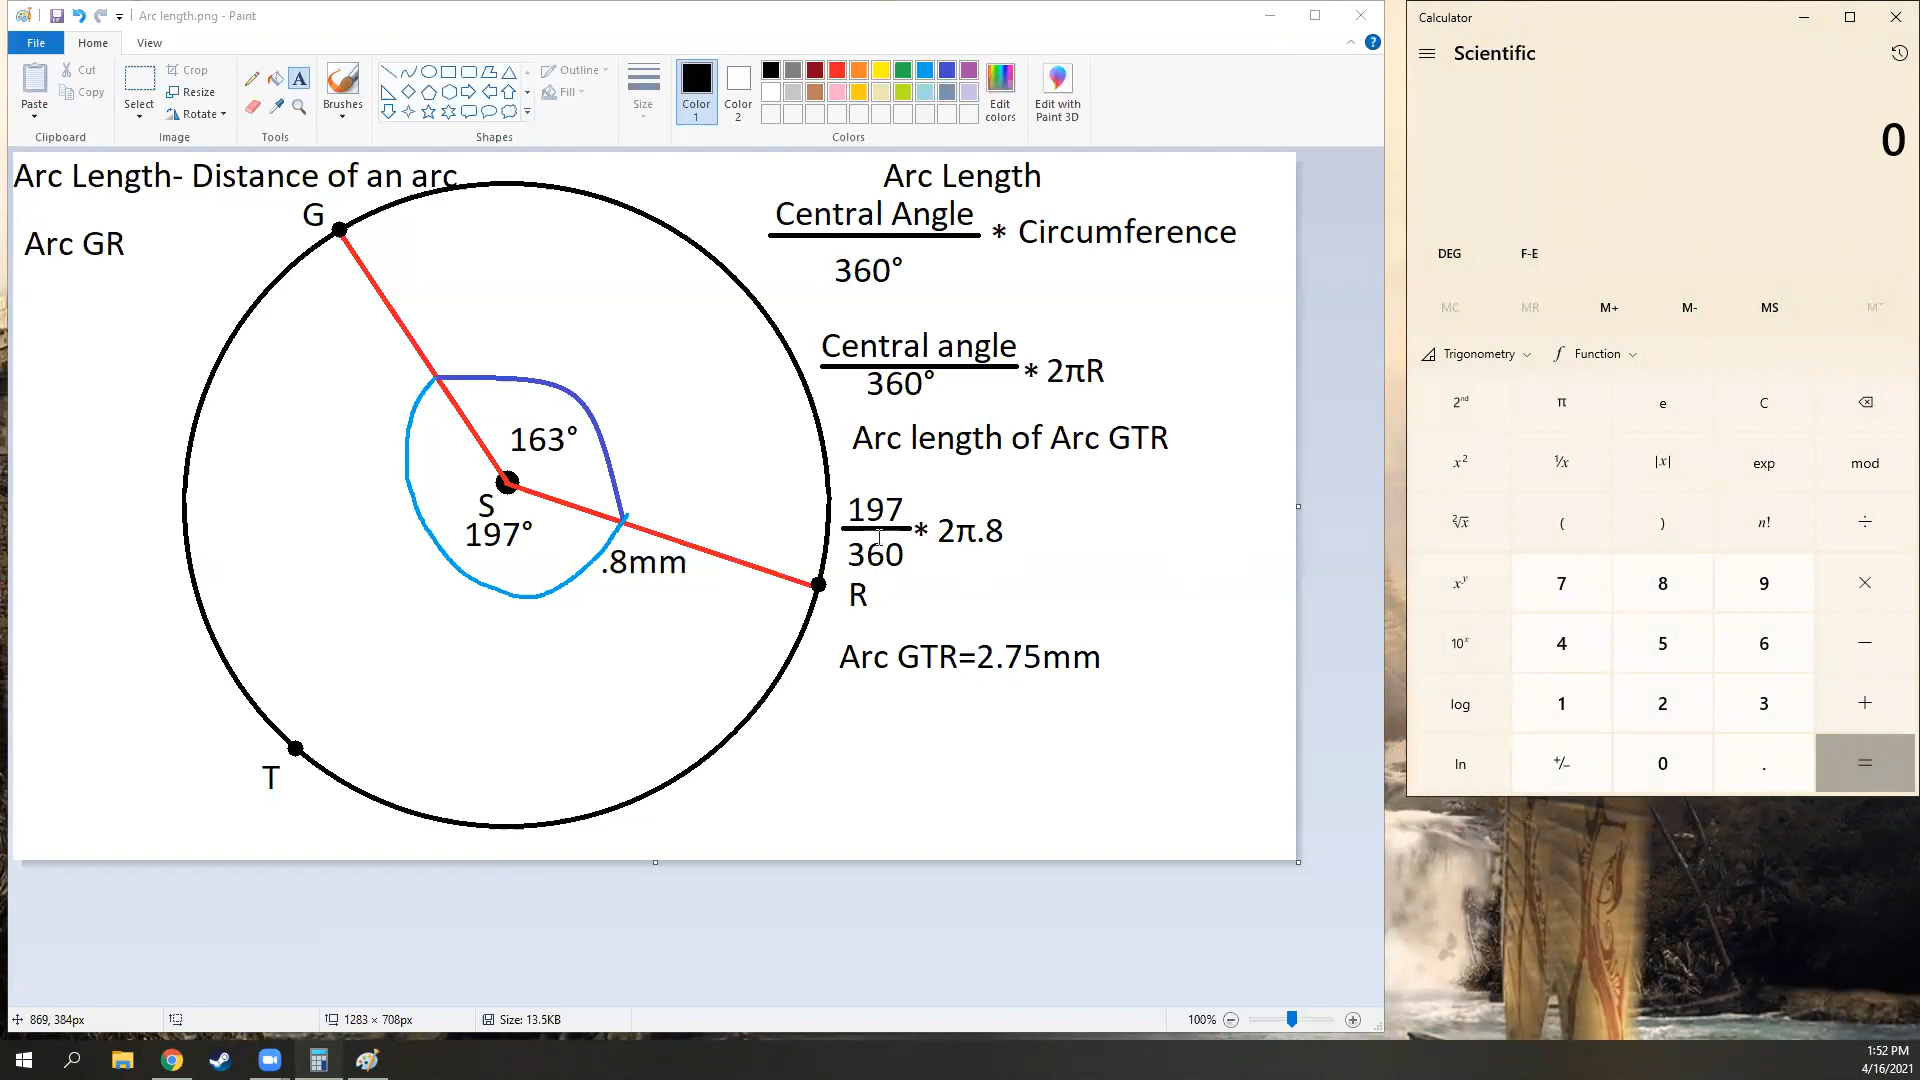 Arc length.png - Paint
File
Home
View
Paste
Cut
Copy
Clipboard
Select
Crop
Resize
Rotate
Image
A
Tools
Brushes
Shapes
Outline
Fill
Size
Color
1
Color
2
Edit
colors
Edit with
Paint 3D
Colors
?
Arc Length- Distance of an arc
Arc GR
G
163°
S
197°
.8mm
R
T
Arc Length
Central Angle
360°
* Circumference
Central angle
360°
* 2πR
Arc length of Arc GTR
197
360
* 2π.8
Arc GTR=2.75mm
869, 384px
1283 × 708px
Size: 13.5KB
100%
Calculator
Scientific
0
DEG
F-E
MC
MR
M+
M-
MS
M˅
Trigonometry
f Function
2ⁿᵈ
π
e
C
x²
¹/x
|x|
exp
mod
²√x
(
)
n!
÷
xʸ
7
8
9
×
10ˣ
4
5
6
−
log
1
2
3
+
ln
+/−
0
.
=
1:52 PM
4/16/2021